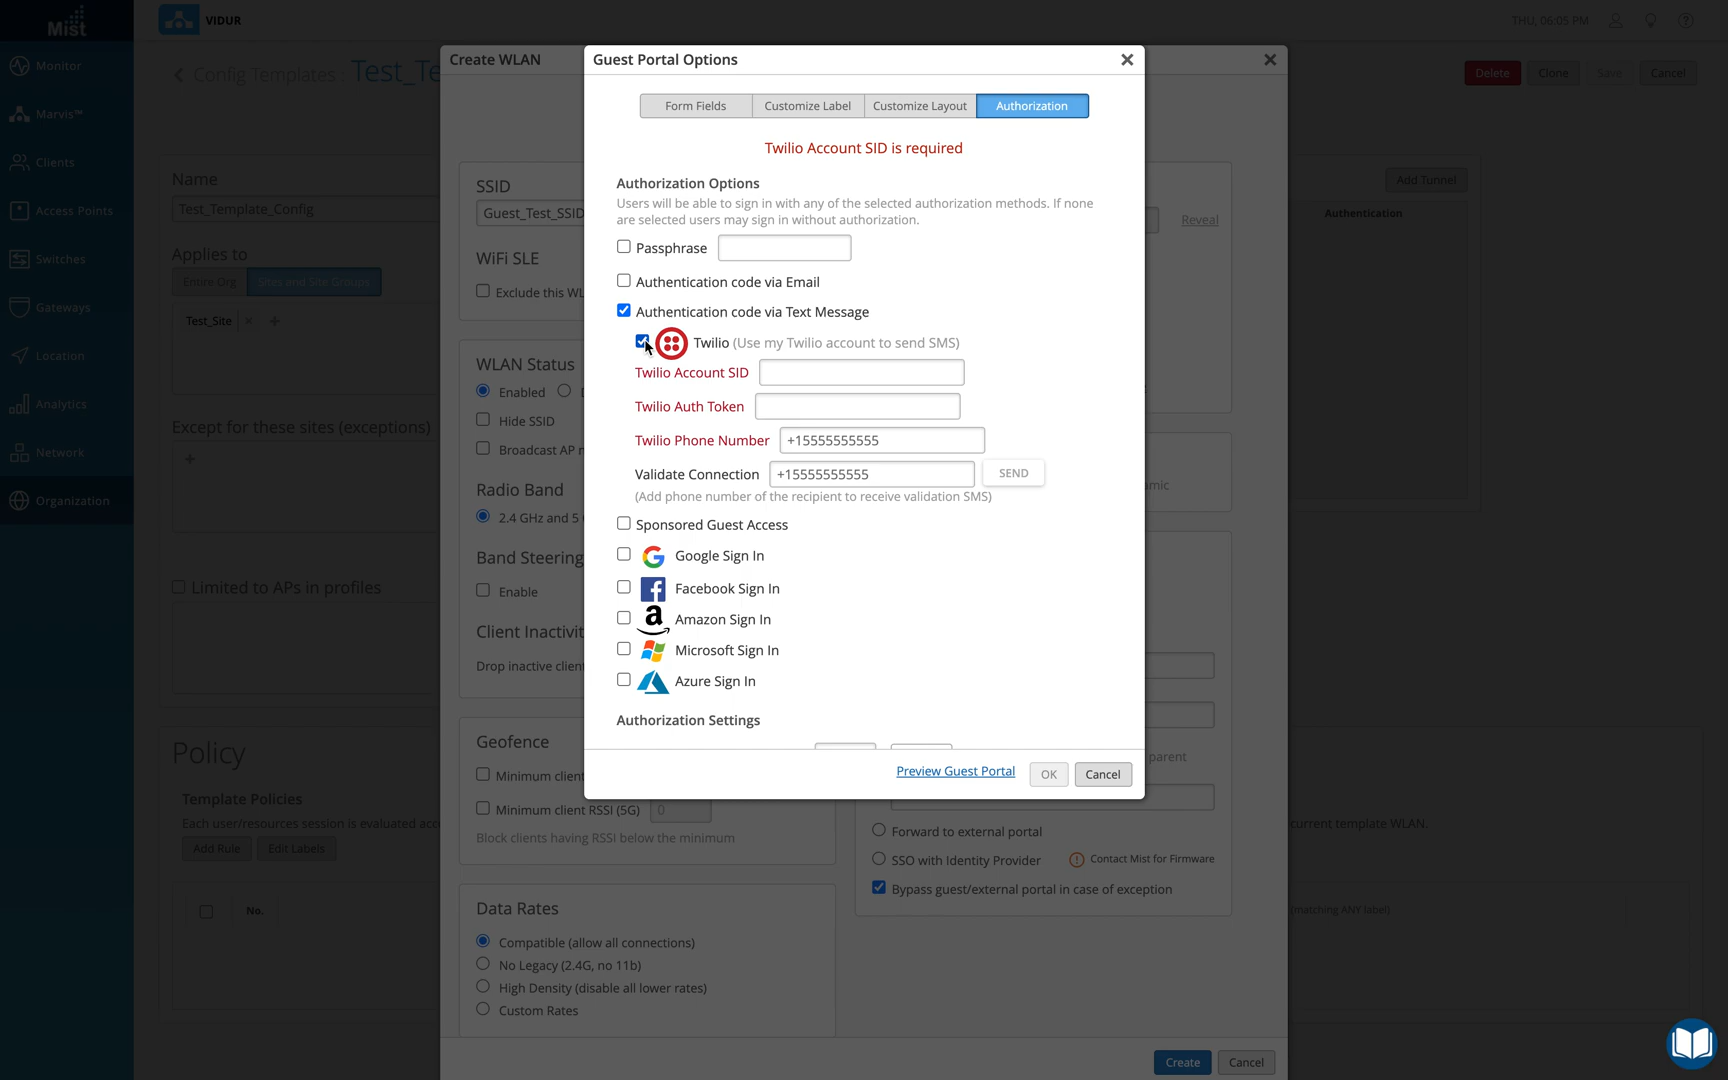 Mist
VIDUR
THU, 06:05 PM
Monitor
Marvis™
Clients
Access Points
Switches
Gateways
Location
Analytics
Network
Organization
Config Templates :
Test_Te
Delete
Clone
Save
Cancel
Name
Test_Template_Config
Applies to
Entire Org
Sites and Site Groups
Test_Site
Except for these sites (exceptions)
Limited to APs in profiles
Add Tunnel
Authentication
Policy
Template Policies
Each user/resources session is evaluated acc
current template WLAN.
Add Rule
Edit Labels
No.
(matching ANY label)
Create WLAN
SSID
Guest_Test_SSID
Reveal
WiFi SLE
Exclude this WL
WLAN Status
Enabled
Hide SSID
Broadcast AP n
Radio Band
2.4 GHz and 5
Band Steering
Enable
Client Inactivit
Drop inactive clien
Geofence
Minimum clien
Minimum client RSSI (5G)
0
Block clients having RSSI below the minimum
Data Rates
Compatible (allow all connections)
No Legacy (2.4G, no 11b)
High Density (disable all lower rates)
Custom Rates
amic
parent
Forward to external portal
SSO with Identity Provider
Contact Mist for Firmware
Bypass guest/external portal in case of exception
Create
Cancel
Guest Portal Options
Form Fields
Customize Label
Customize Layout
Authorization
Twilio Account SID is required
Authorization Options
Users will be able to sign in with any of the selected authorization methods. If none
are selected users may sign in without authorization.
Passphrase
Authentication code via Email
Authentication code via Text Message
Twilio (Use my Twilio account to send SMS)
Twilio Account SID
Twilio Auth Token
Twilio Phone Number
+15555555555
Validate Connection
+15555555555
SEND
(Add phone number of the recipient to receive validation SMS)
Sponsored Guest Access
Google Sign In
Facebook Sign In
Amazon Sign In
Microsoft Sign In
Azure Sign In
Authorization Settings
Preview Guest Portal
OK
Cancel